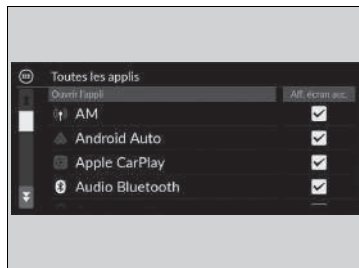 Toutes les applis
Ouvrir l'appli
Aff. écran acc.
AM
Android Auto
Apple CarPlay
Audio Bluetooth